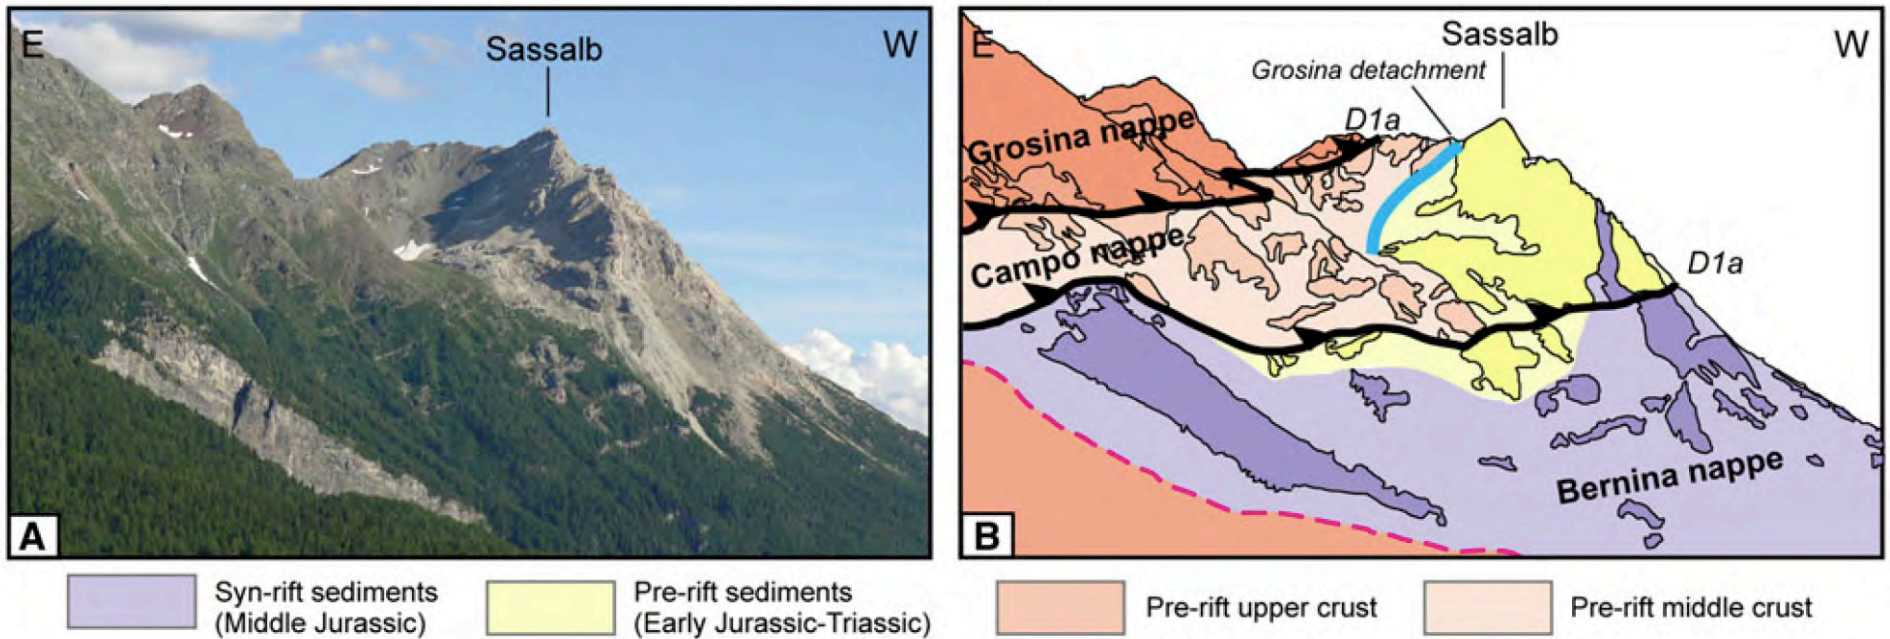 E
Sassalb
W
A
E
Sassalb
W
Grosina detachment
D1a
Grosina nappe
Campo nappe
D1a
Bernina nappe
B
Syn-rift sediments
(Middle Jurassic)
Pre-rift sediments
(Early Jurassic-Triassic)
Pre-rift upper crust
Pre-rift middle crust